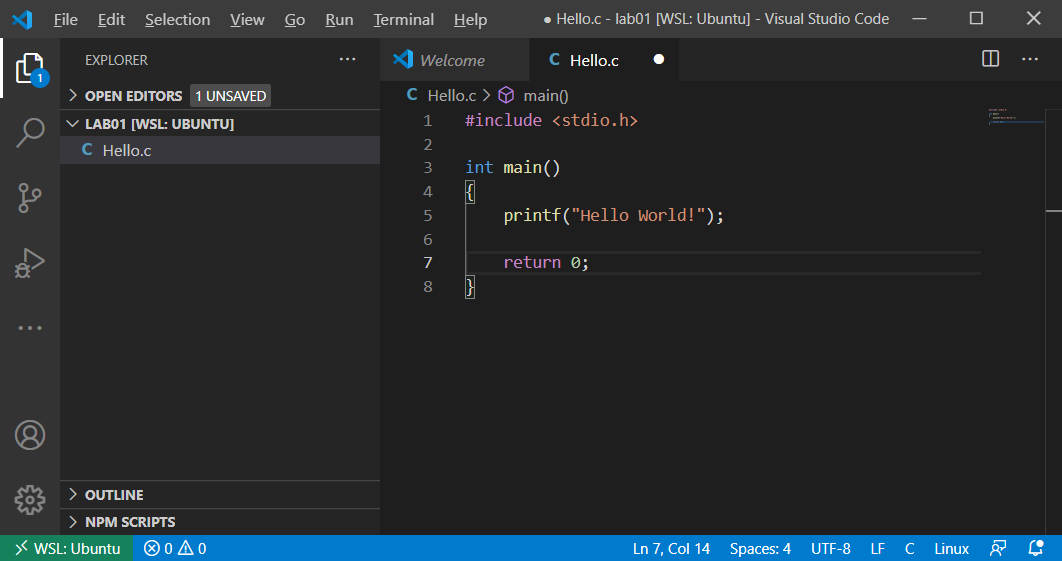 File Edit Selection View Go Run Terminal Help ● Hello.c - lab01 [WSL: Ubuntu] - Visual Studio Code
1
EXPLORER ···
OPEN EDITORS 1 UNSAVED
LAB01 [WSL: UBUNTU]
C Hello.c
OUTLINE
NPM SCRIPTS
Welcome C Hello.c ●
C Hello.c > main()
1 #include <stdio.h>
2
3 int main()
4 {
5     printf("Hello World!");
6
7     return 0;
8 }
WSL: Ubuntu 0 0 Ln 7, Col 14 Spaces: 4 UTF-8 LF C Linux